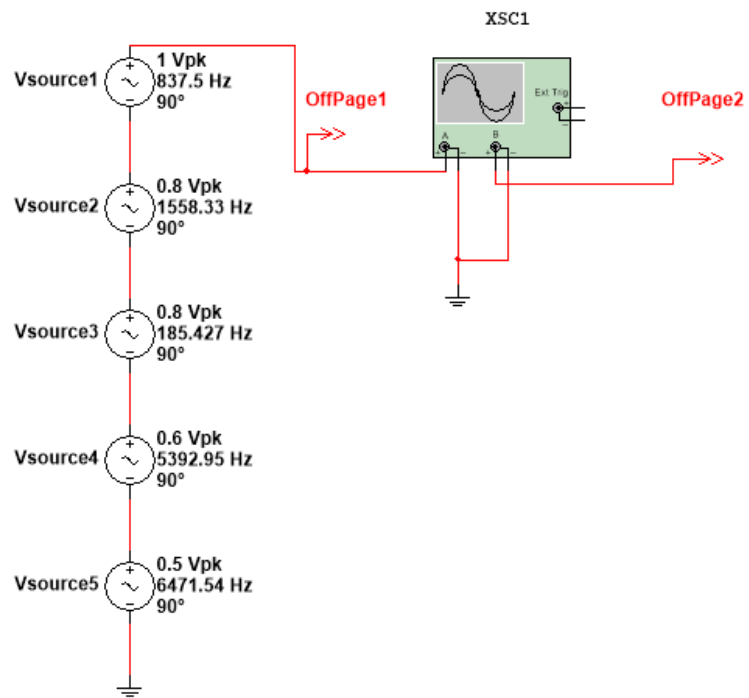 XSC1
Vsource1
1 Vpk
837.5 Hz
90°
OffPage1
Ext Trig
+
−
A
B
+
−
+
−
OffPage2
Vsource2
0.8 Vpk
1558.33 Hz
90°
Vsource3
0.8 Vpk
185.427 Hz
90°
Vsource4
0.6 Vpk
5392.95 Hz
90°
Vsource5
0.5 Vpk
6471.54 Hz
90°